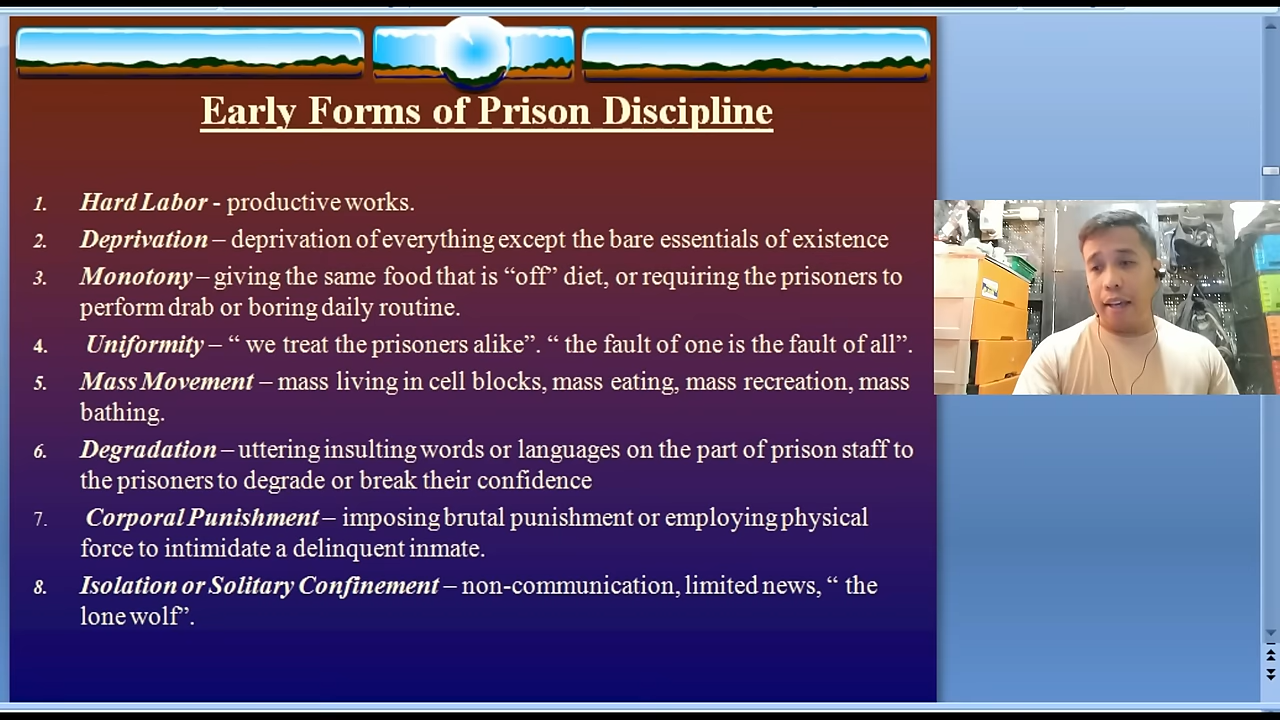 Early Forms of Prison Discipline
1. Hard Labor - productive works.
2. Deprivation – deprivation of everything except the bare essentials of existence
3. Monotony – giving the same food that is “off” diet, or requiring the prisoners to
perform drab or boring daily routine.
4. Uniformity – “ we treat the prisoners alike”. “ the fault of one is the fault of all”.
5. Mass Movement – mass living in cell blocks, mass eating, mass recreation, mass
bathing.
6. Degradation – uttering insulting words or languages on the part of prison staff to
the prisoners to degrade or break their confidence
7. Corporal Punishment – imposing brutal punishment or employing physical
force to intimidate a delinquent inmate.
8. Isolation or Solitary Confinement – non-communication, limited news, “ the
lone wolf”.